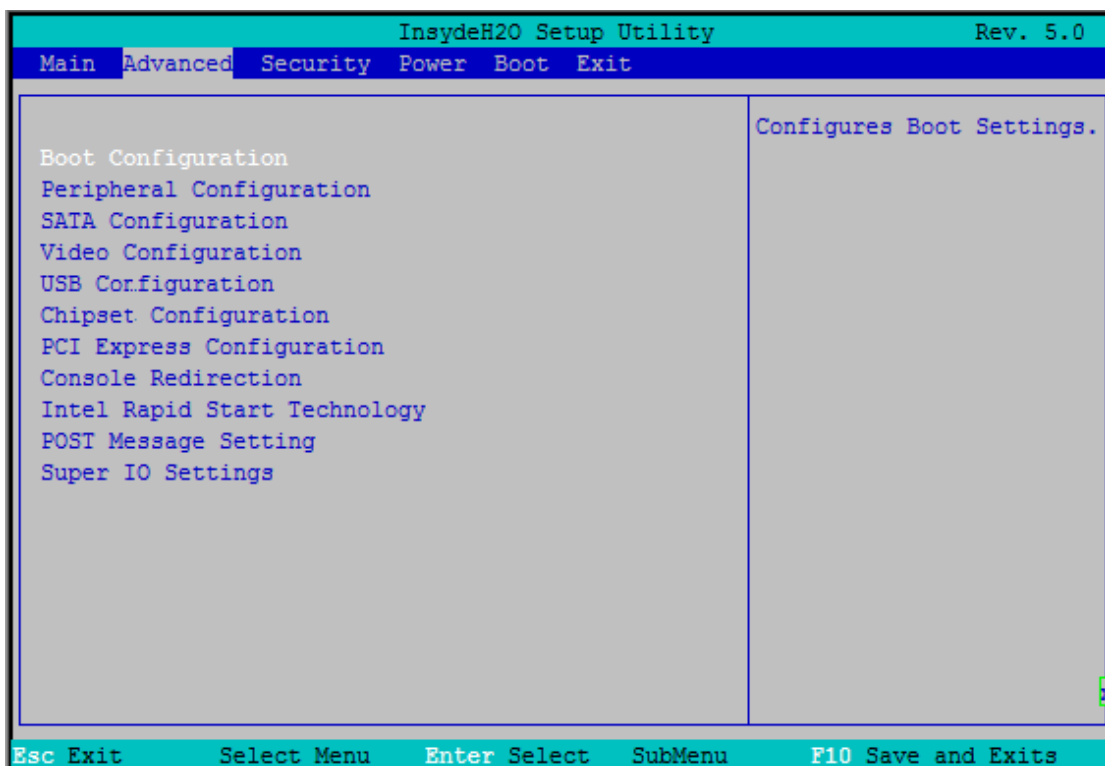 InsydeH2O Setup Utility Rev. 5.0
Main Advanced Security Power Boot Exit
Configures Boot Settings.
Boot Configuration
Peripheral Configuration
SATA Configuration
Video Configuration
USB Configuration
Chipset Configuration
PCI Express Configuration
Console Redirection
Intel Rapid Start Technology
POST Message Setting
Super IO Settings
Esc Exit Select Menu Enter Select SubMenu F10 Save and Exits